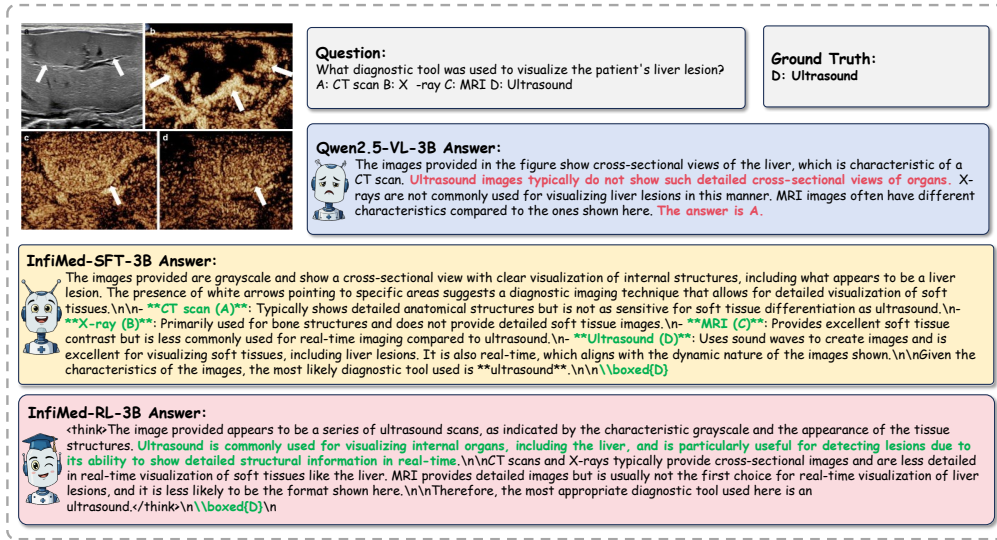 a
b
c
d
Question:
What diagnostic tool was used to visualize the patient's liver lesion?
A: CT scan B: X -ray C: MRI D: Ultrasound
Ground Truth:
D: Ultrasound
Qwen2.5-VL-3B Answer:
The images provided in the figure show cross-sectional views of the liver, which is characteristic of a
CT scan. Ultrasound images typically do not show such detailed cross-sectional views of organs. X-
rays are not commonly used for visualizing liver lesions in this manner. MRI images often have different
characteristics compared to the ones shown here. The answer is A.
InfiMed-SFT-3B Answer:
The images provided are grayscale and show a cross-sectional view with clear visualization of internal structures, including what appears to be a liver
lesion. The presence of white arrows pointing to specific areas suggests a diagnostic imaging technique that allows for detailed visualization of soft
tissues.\n\n- **CT scan (A)**: Typically shows detailed anatomical structures but is not as sensitive for soft tissue differentiation as ultrasound.\n-
**X-ray (B)**: Primarily used for bone structures and does not provide detailed soft tissue images.\n- **MRI (C)**: Provides excellent soft tissue
contrast but is less commonly used for real-time imaging compared to ultrasound.\n- **Ultrasound (D)**: Uses sound waves to create images and is
excellent for visualizing soft tissues, including liver lesions. It is also real-time, which aligns with the dynamic nature of the images shown.\n\nGiven the
characteristics of the images, the most likely diagnostic tool used is **ultrasound**.\n\n\\boxed{D}
InfiMed-RL-3B Answer:
<think>The image provided appears to be a series of ultrasound scans, as indicated by the characteristic grayscale and the appearance of the tissue
structures. Ultrasound is commonly used for visualizing internal organs, including the liver, and is particularly useful for detecting lesions due to
its ability to show detailed structural information in real-time.\n\nCT scans and X-rays typically provide cross-sectional images and are less detailed
in real-time visualization of soft tissues like the liver. MRI provides detailed images but is usually not the first choice for real-time visualization of liver
lesions, and it is less likely to be the format shown here.\n\nTherefore, the most appropriate diagnostic tool used here is an
ultrasound.</think>\n\\boxed{D}\n